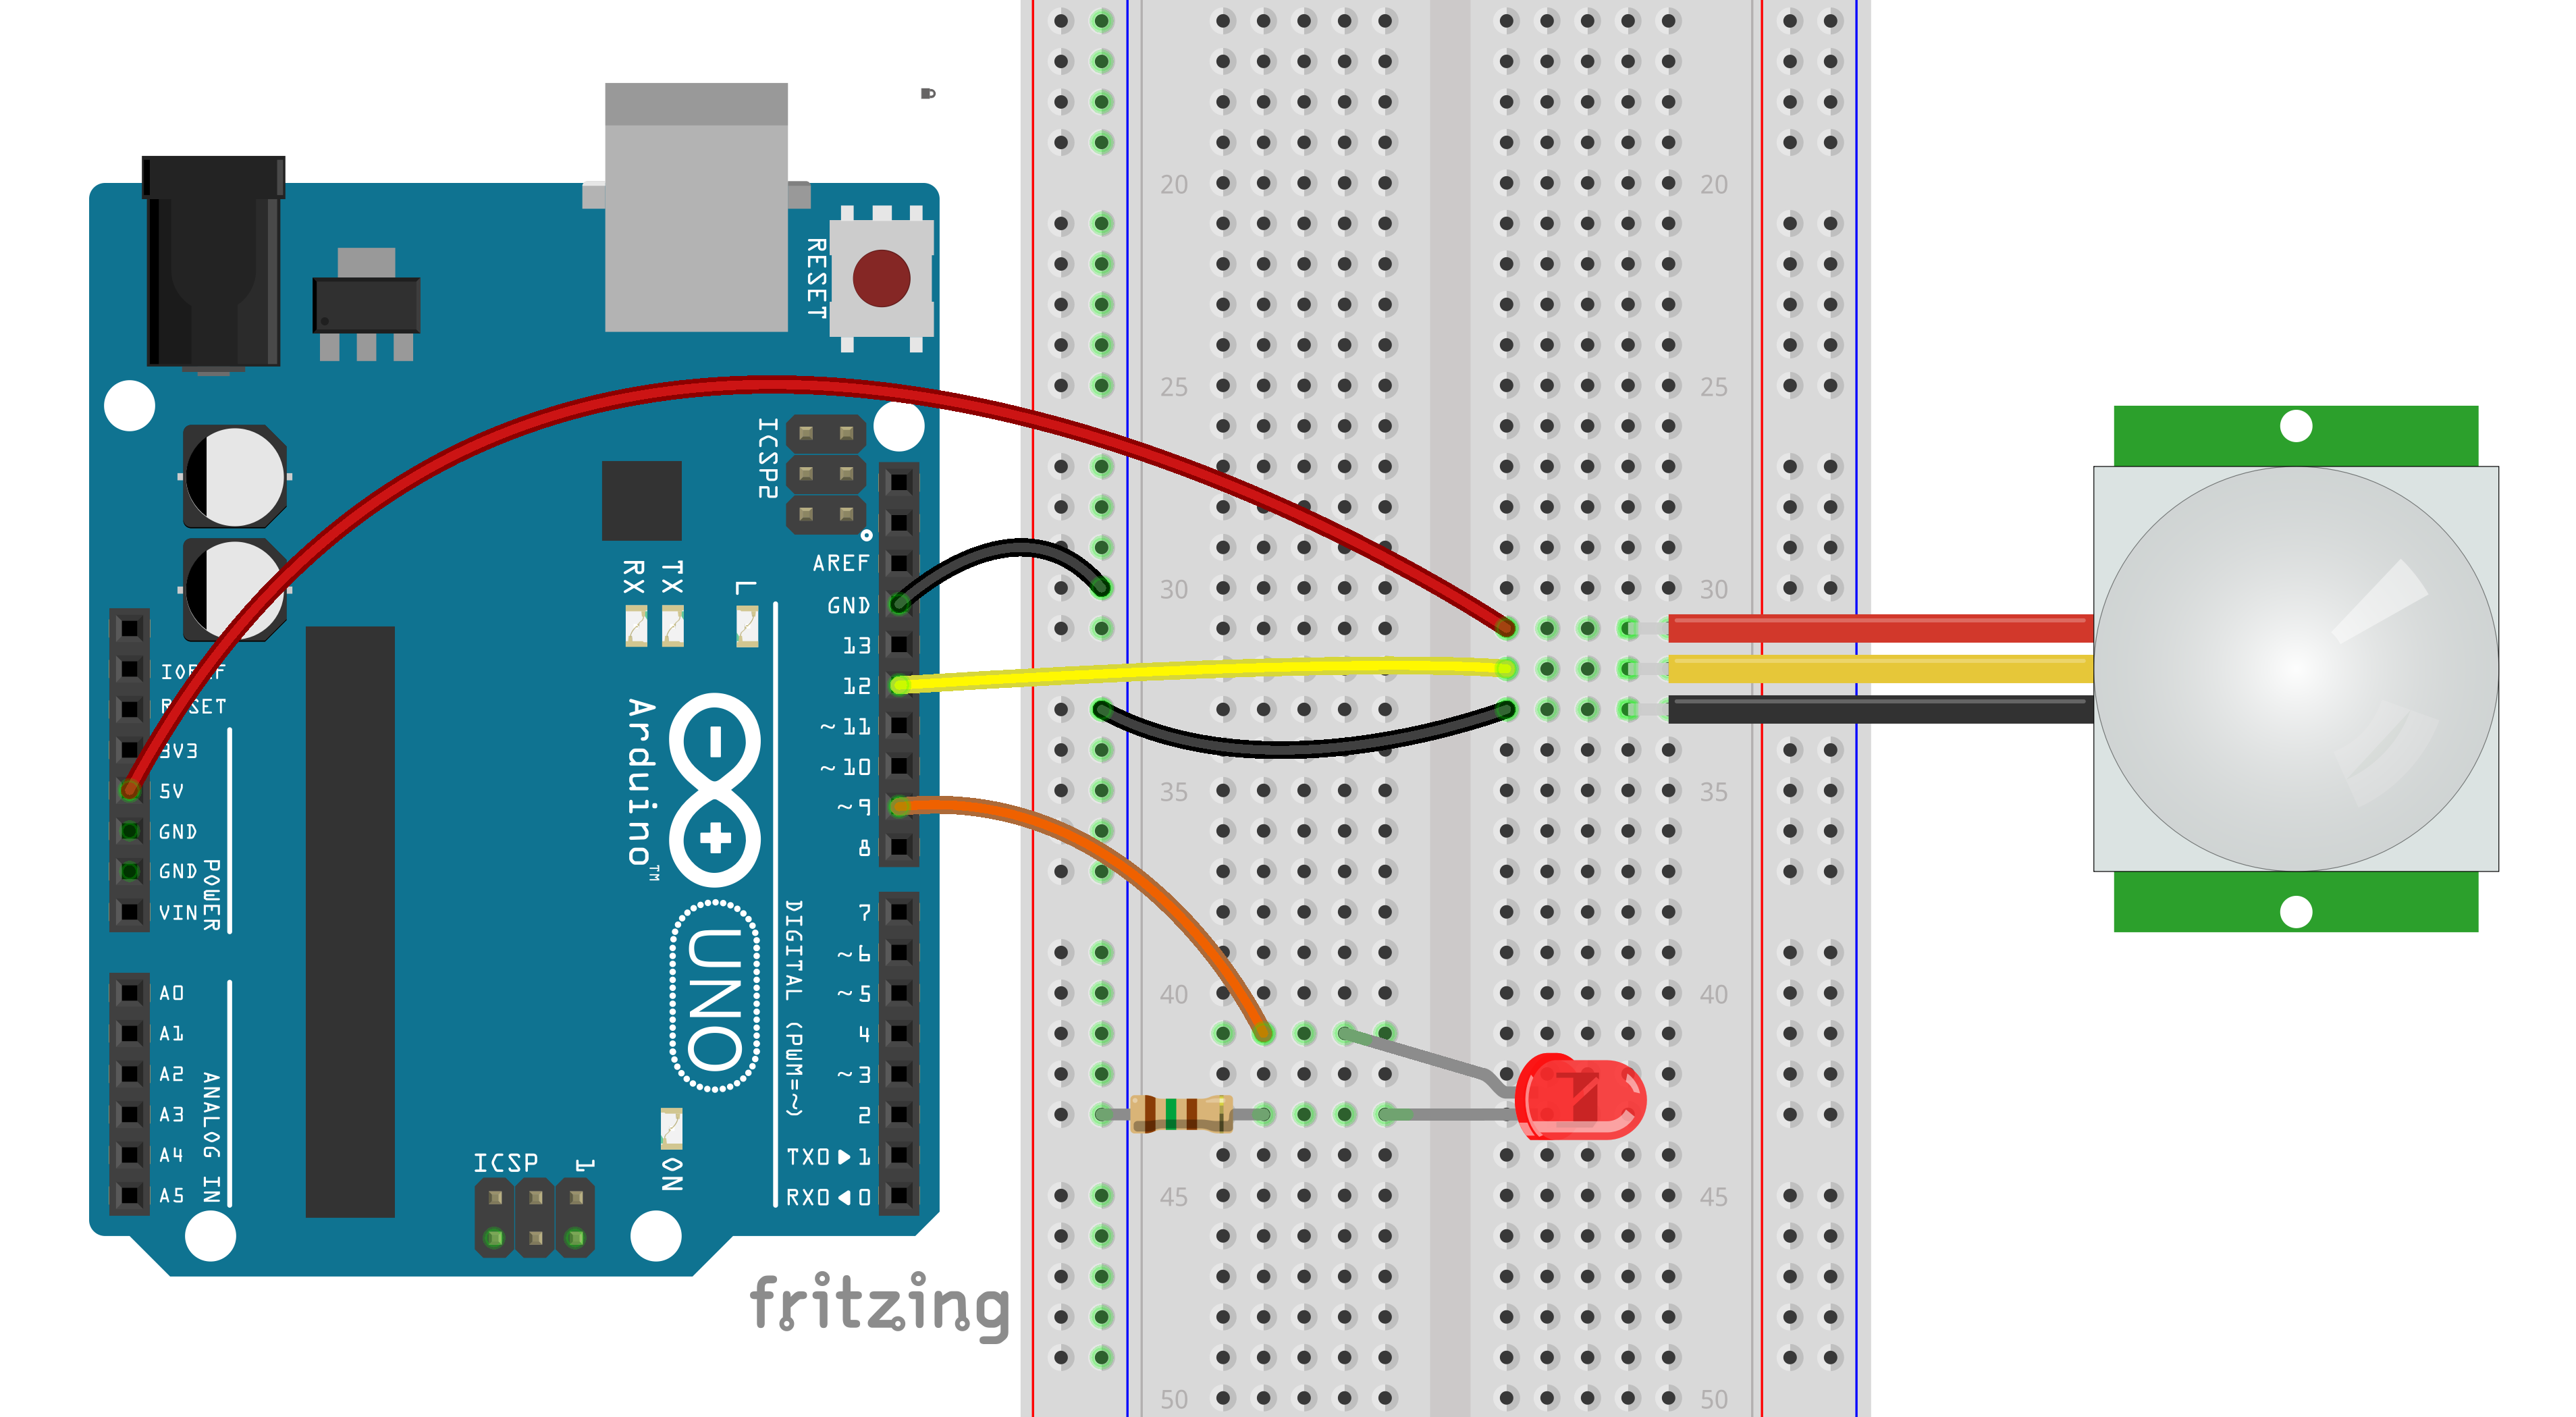 RESET
ICSP2
IOREF
RESET
3V3
5V
GND
GND
VIN
POWER
A0
A1
A2
A3
A4
A5
ANALOG IN
RX
TX
L
AREF
GND
13
12
~11
~10
~9
8
7
~6
~5
4
~3
2
TX0 ▶ 1
RX0 ◀ 0
DIGITAL (PWM=~)
Arduino™
UNO
ON
ICSP
1
fritzing
20 20
25 25
30 30
35 35
40 40
45 45
50 50